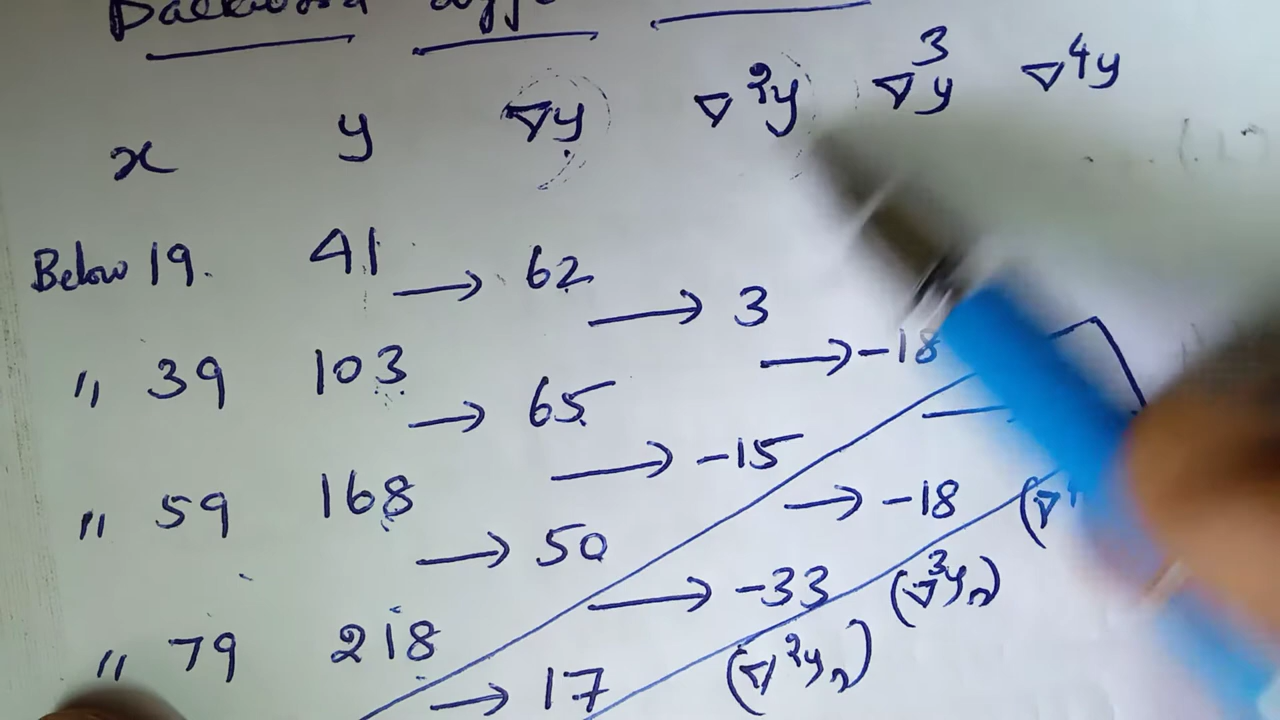 x y ∇y ∇²y ∇³y ∇⁴y
Below 19. 41 → 62
→ 3
→ -18
" 39 103 → 65
→ -15
" 59 168 → -18
→ 50
→ -33 (∇³yₙ)
" 79 218 (∇²yₙ)
→ 17